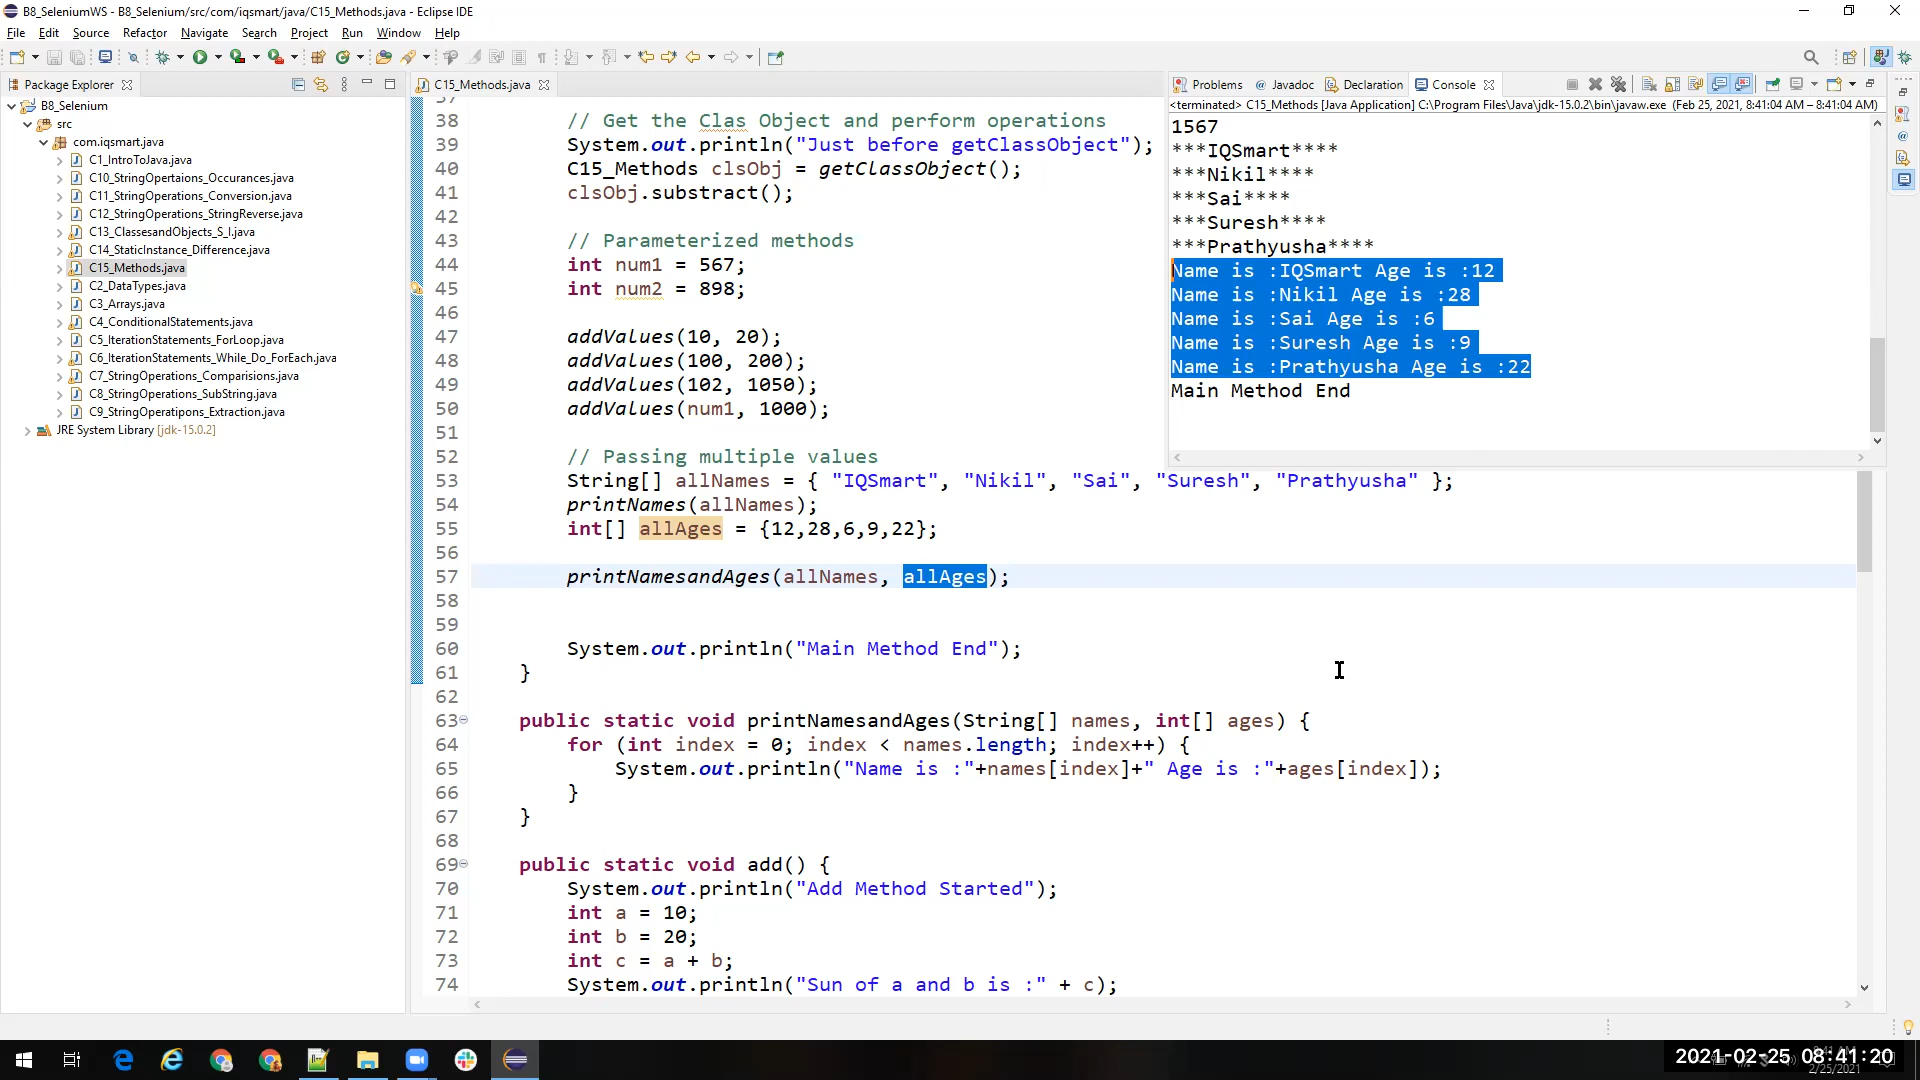 B8_SeleniumWS - B8_Selenium/src/com/iqsmart/java/C15_Methods.java - Eclipse IDE
File Edit Source Refactor Navigate Search Project Run Window Help
Package Explorer
B8_Selenium
src
com.iqsmart.java
C1_IntroToJava.java
C10_StringOpertaions_Occurances.java
C11_StringOperations_Conversion.java
C12_StringOperations_StringReverse.java
C13_ClassesandObjects_S_I.java
C14_StaticInstance_Difference.java
C15_Methods.java
C2_DataTypes.java
C3_Arrays.java
C4_ConditionalStatements.java
C5_IterationStatements_ForLoop.java
C6_IterationStatements_While_Do_ForEach.java
C7_StringOperations_Comparisions.java
C8_StringOperations_SubString.java
C9_StringOperatipons_Extraction.java
JRE System Library [jdk-15.0.2]
C15_Methods.java
37
38 // Get the Clas Object and perform operations
39 System.out.println("Just before getClassObject");
40 C15_Methods clsObj = getClassObject();
41 clsObj.substract();
42
43 // Parameterized methods
44 int num1 = 567;
45 int num2 = 898;
46
47 addValues(10, 20);
48 addValues(100, 200);
49 addValues(102, 1050);
50 addValues(num1, 1000);
51
52 // Passing multiple values
53 String[] allNames = { "IQSmart", "Nikil", "Sai", "Suresh", "Prathyusha" };
54 printNames(allNames);
55 int[] allAges = {12,28,6,9,22};
56
57 printNamesandAges(allNames, allAges);
58
59
60 System.out.println("Main Method End");
61 }
62
63 public static void printNamesandAges(String[] names, int[] ages) {
64 for (int index = 0; index < names.length; index++) {
65 System.out.println("Name is :"+names[index]+" Age is :"+ages[index]);
66 }
67 }
68
69 public static void add() {
70 System.out.println("Add Method Started");
71 int a = 10;
72 int b = 20;
73 int c = a + b;
74 System.out.println("Sun of a and b is :" + c);
Problems Javadoc Declaration Console
<terminated> C15_Methods [Java Application] C:\Program Files\Java\jdk-15.0.2\bin\javaw.exe (Feb 25, 2021, 8:41:04 AM – 8:41:04 AM)
1567
***IQSmart****
***Nikil****
***Sai****
***Suresh****
***Prathyusha****
Name is :IQSmart Age is :12
Name is :Nikil Age is :28
Name is :Sai Age is :6
Name is :Suresh Age is :9
Name is :Prathyusha Age is :22
Main Method End
2021-02-25 08:41:20
2/25/2021